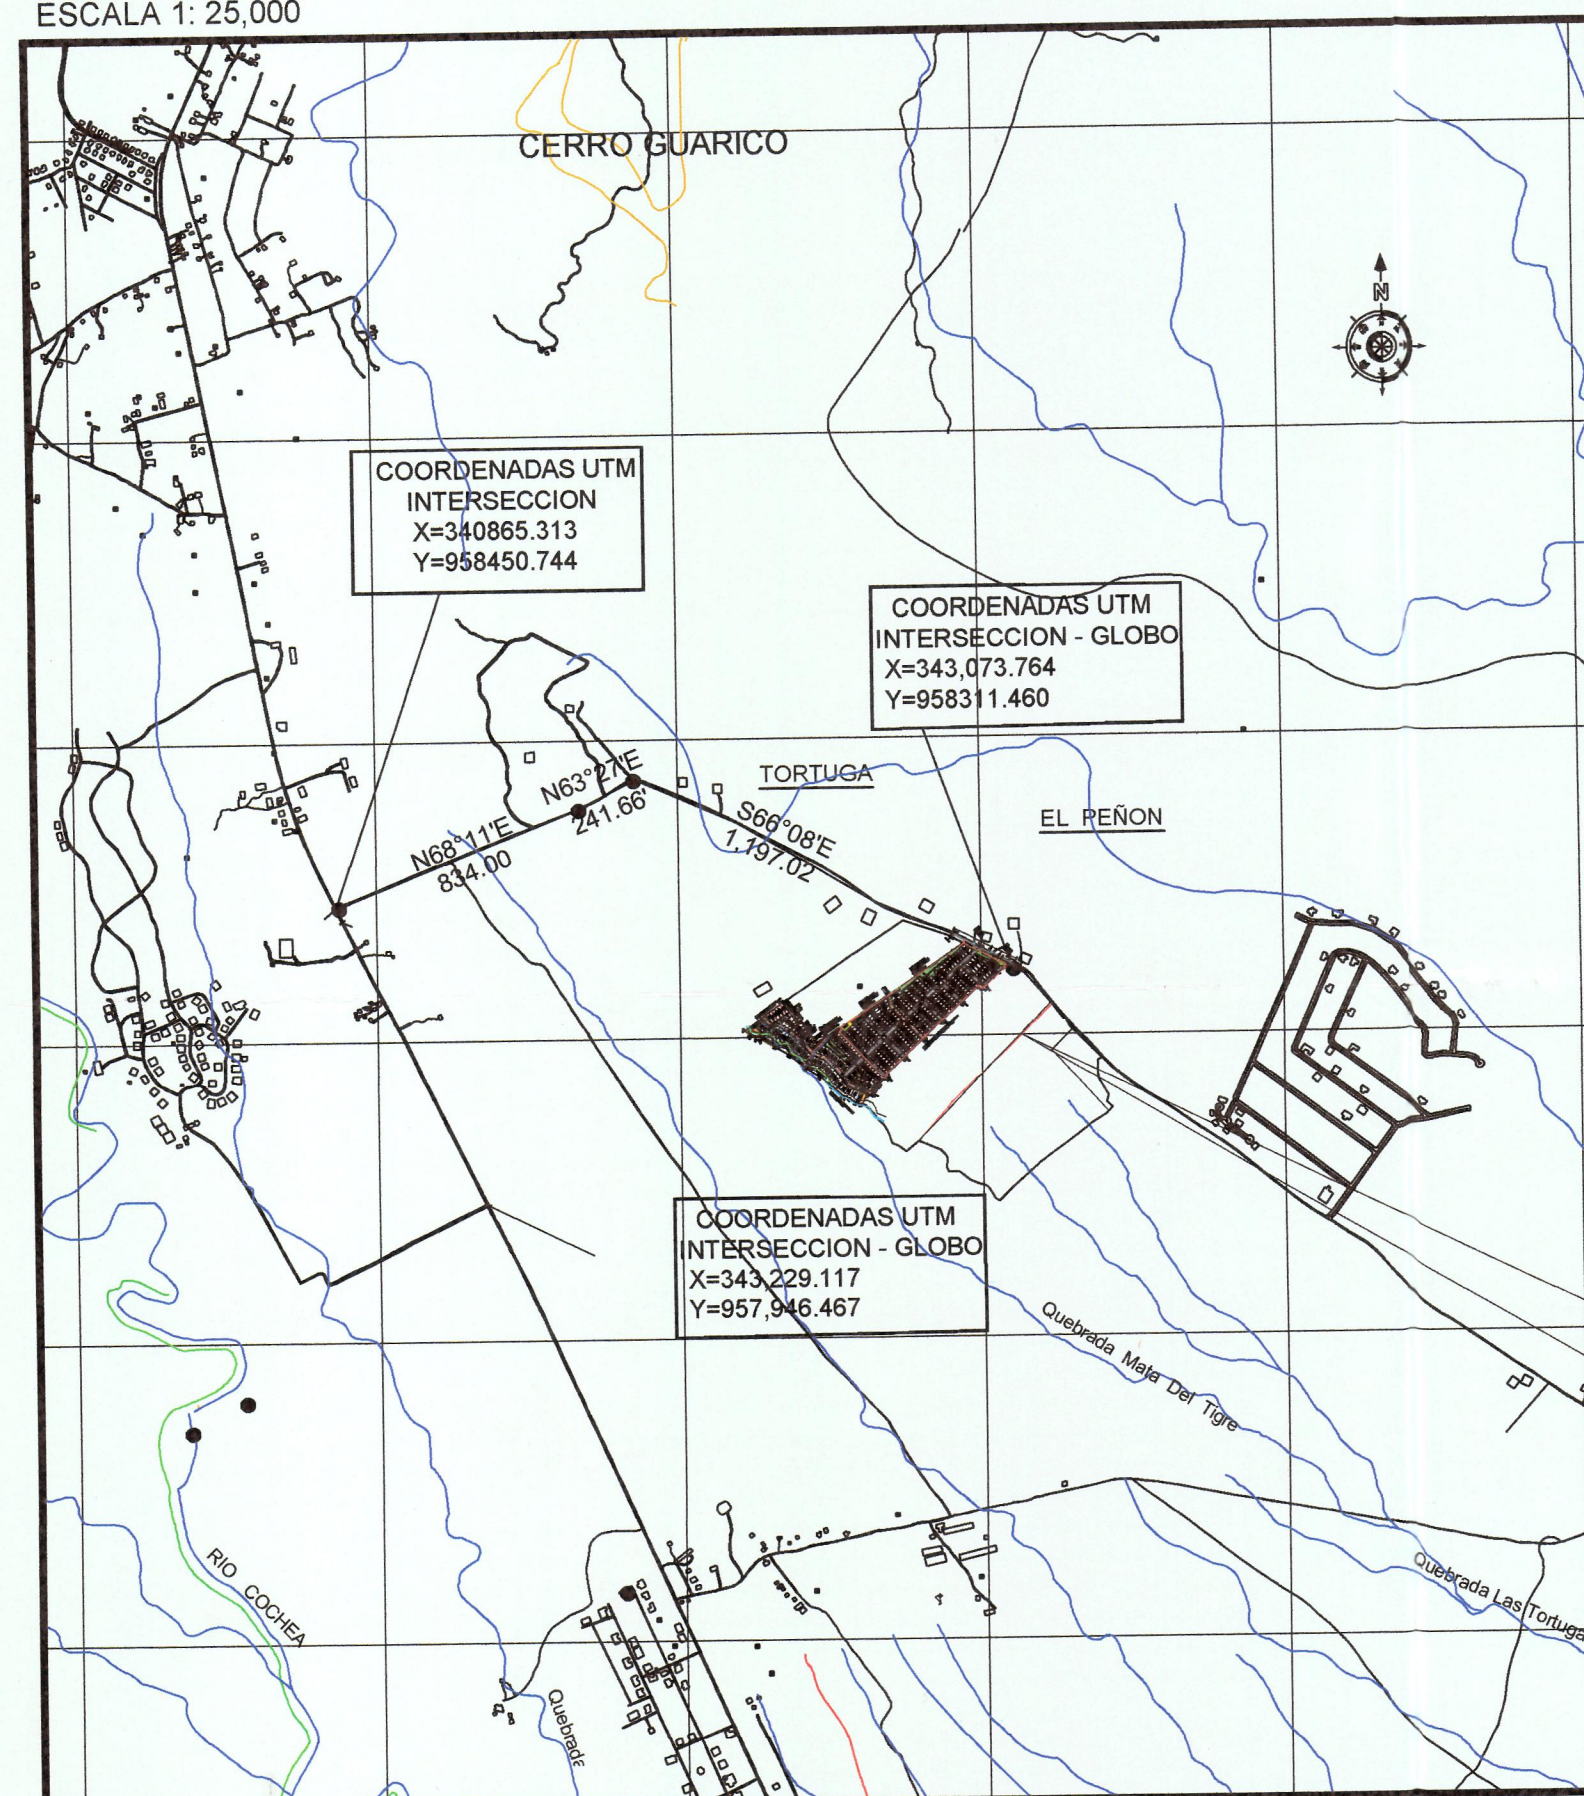 ESCALA 1: 25,000
CERRO GUARICO
N
COORDENADAS UTM
INTERSECCION
X=340865.313
Y=958450.744
COORDENADAS UTM
INTERSECCION - GLOBO
X=343,073.764
Y=958311.460
TORTUGA
EL PEÑON
N63°27'E
241.66'
N68°11'E
834.00
S66°08'E
1,197.02
COORDENADAS UTM
INTERSECCION - GLOBO
X=343,229.117
Y=957,946.467
Quebrada Mata Del Tigre
RIO COCHEA
Quebrada Las Tortuga
Quebrada